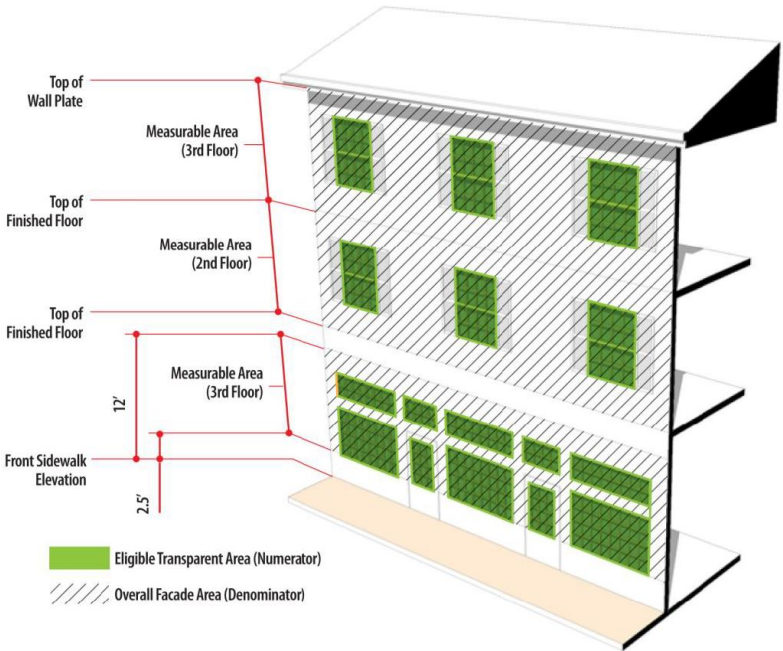 Top of
Wall Plate
Measurable Area
(3rd Floor)
Top of
Finished Floor
Measurable Area
(2nd Floor)
Top of
Finished Floor
Measurable Area
(3rd Floor)
12'
Front Sidewalk
Elevation
2.5'
Eligible Transparent Area (Numerator)
Overall Facade Area (Denominator)